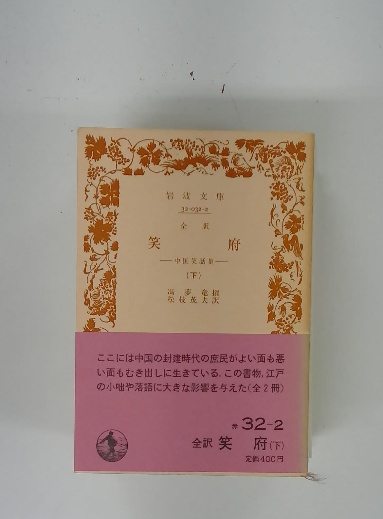 岩波文庫
32-032-2
全訳
笑府
—中国笑話集—
(下)
馮夢竜撰
松枝茂夫訳
ここには中国の封建時代の庶民がよい面も悪
い面もむき出しに生きている。この書物、江戸
の小咄や落語に大きな影響を与えた(全2冊)
赤 32-2
全訳 笑府(下)
定価400円